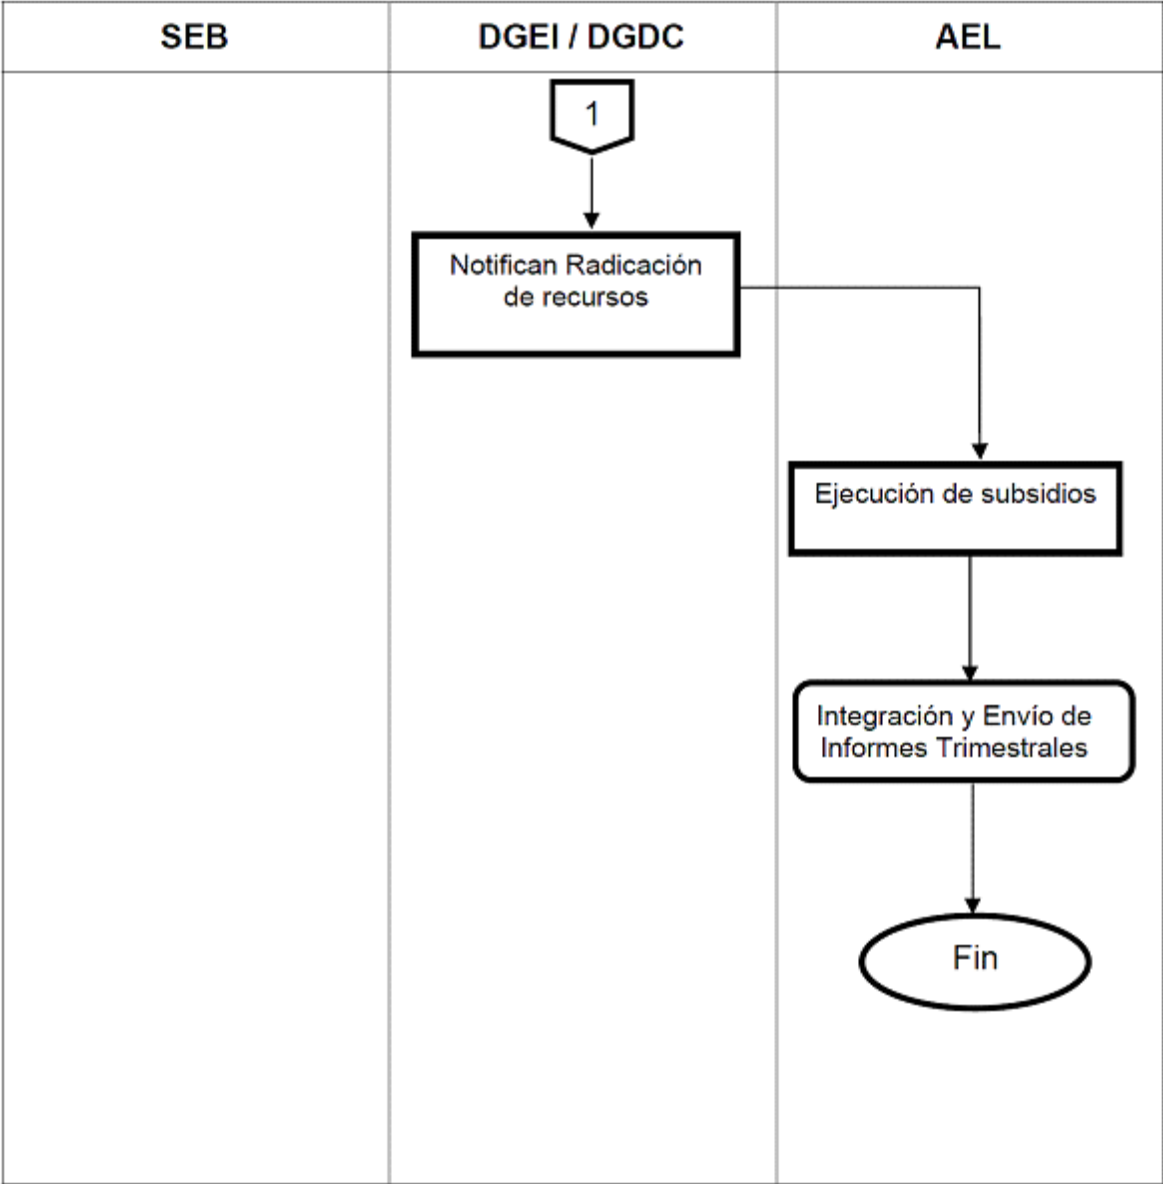 SEB
DGEI / DGDC
AEL
1
Notifican Radicación
de recursos
Ejecución de subsidios
Integración y Envío de
Informes Trimestrales
Fin